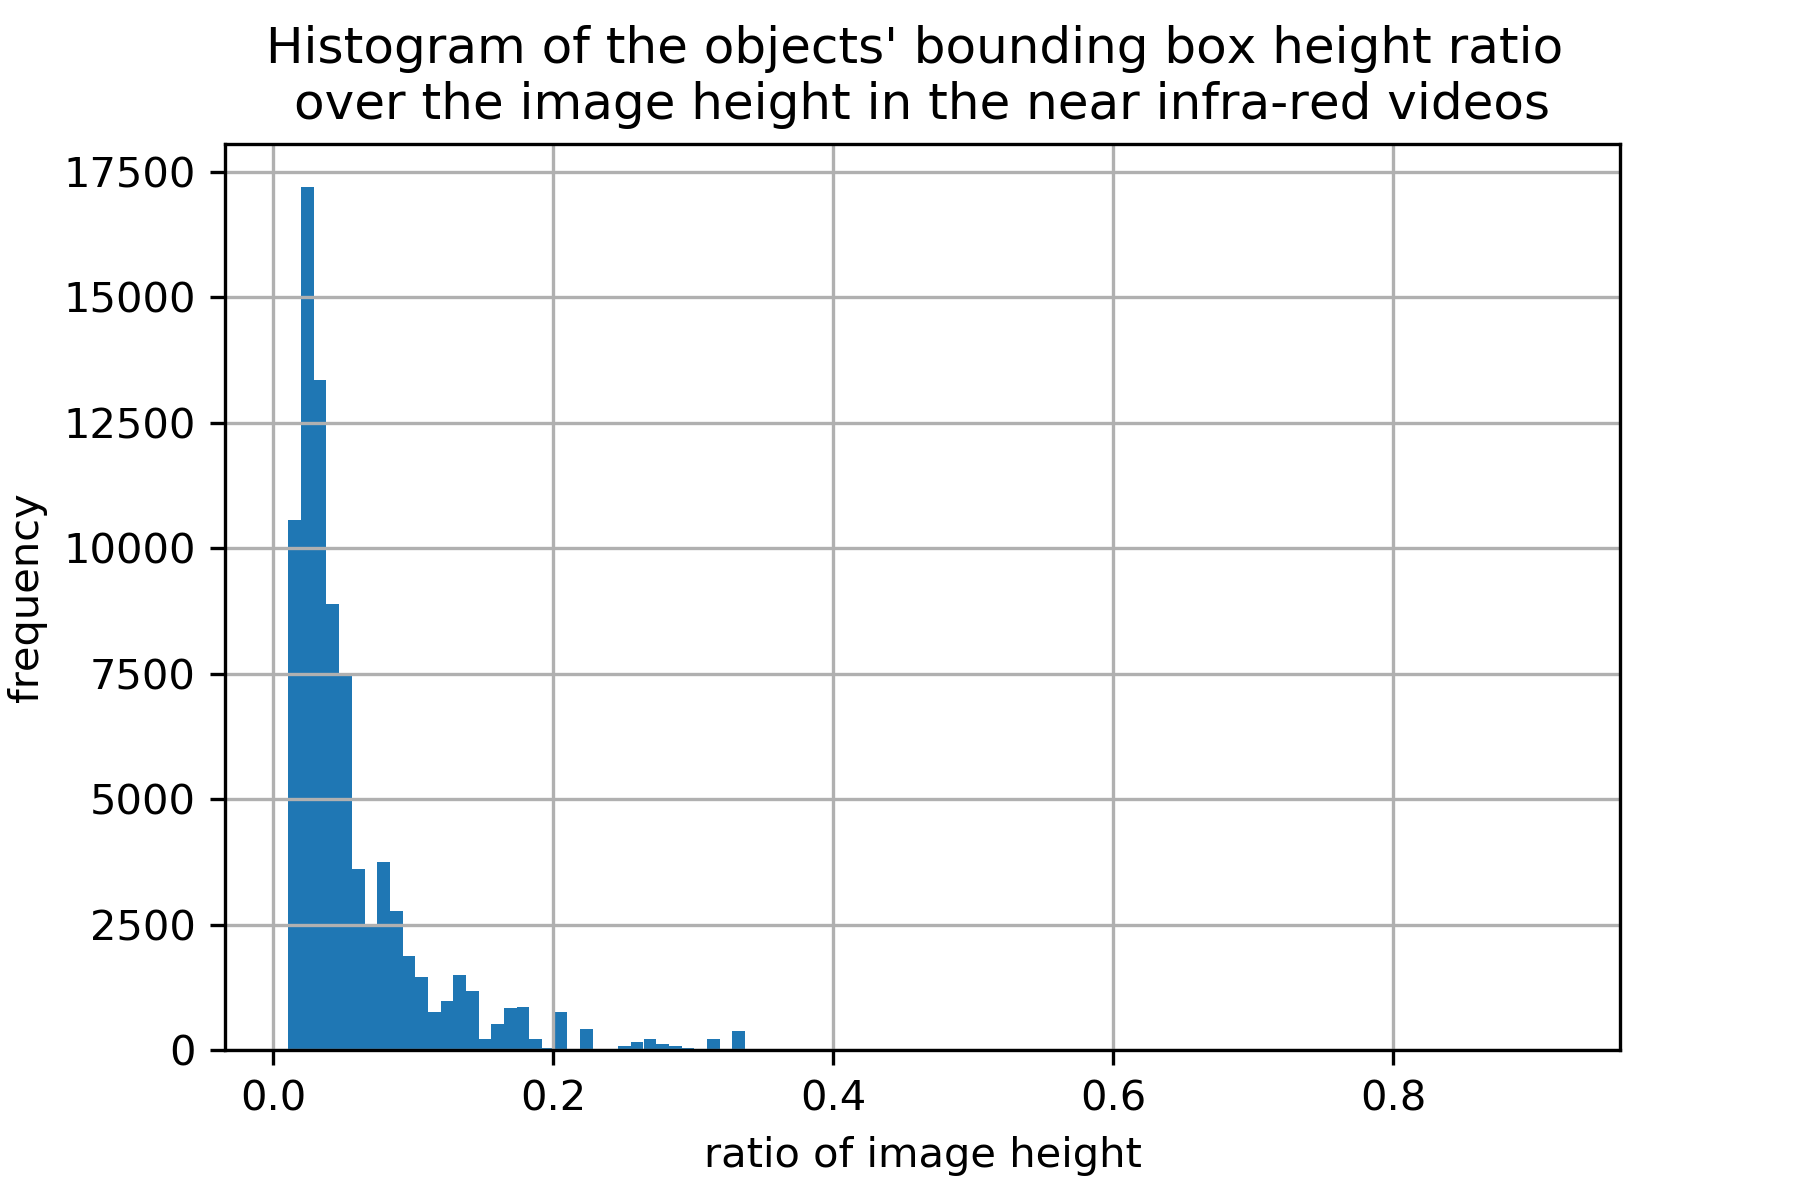 Histogram of the objects' bounding box height ratio
over the image height in the near infra-red videos
17500
15000
12500
10000
7500
5000
2500
0
frequency
0.0 0.2 0.4 0.6 0.8
ratio of image height